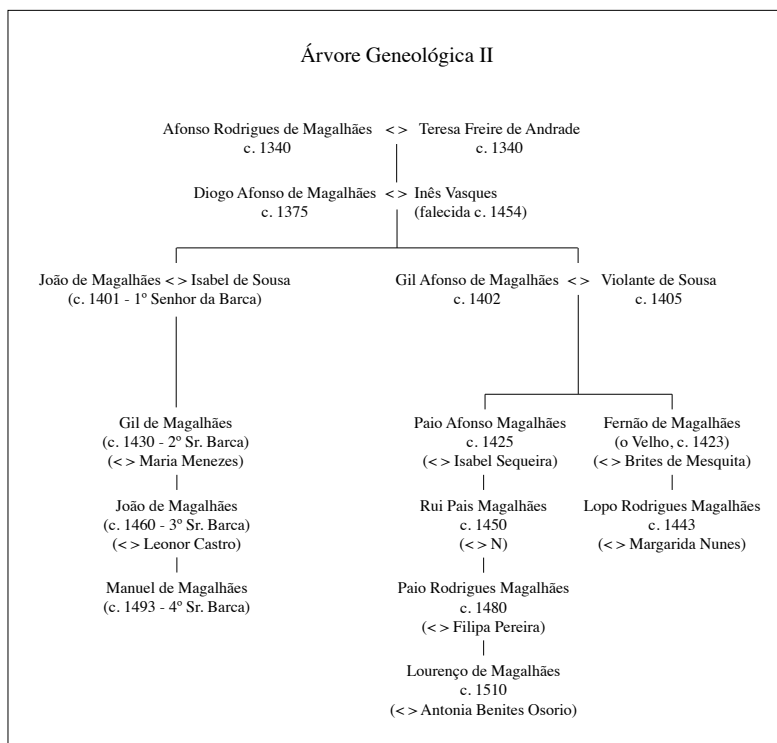 Árvore Geneológica II
Afonso Rodrigues de Magalhães < > Teresa Freire de Andrade
c. 1340 c. 1340
Diogo Afonso de Magalhães < > Inês Vasques
c. 1375 (falecida c. 1454)
João de Magalhães < > Isabel de Sousa
(c. 1401 - 1º Senhor da Barca)
Gil Afonso de Magalhães < > Violante de Sousa
c. 1402 c. 1405
Gil de Magalhães
(c. 1430 - 2º Sr. Barca)
(< > Maria Menezes)
João de Magalhães
(c. 1460 - 3º Sr. Barca)
(< > Leonor Castro)
Manuel de Magalhães
(c. 1493 - 4º Sr. Barca)
Paio Afonso Magalhães
c. 1425
(< > Isabel Sequeira)
Rui Pais Magalhães
c. 1450
(< > N)
Paio Rodrigues Magalhães
c. 1480
(< > Filipa Pereira)
Lourenço de Magalhães
c. 1510
(< > Antonia Benites Osorio)
Fernão de Magalhães
(o Velho, c. 1423)
(< > Brites de Mesquita)
Lopo Rodrigues Magalhães
c. 1443
(< > Margarida Nunes)